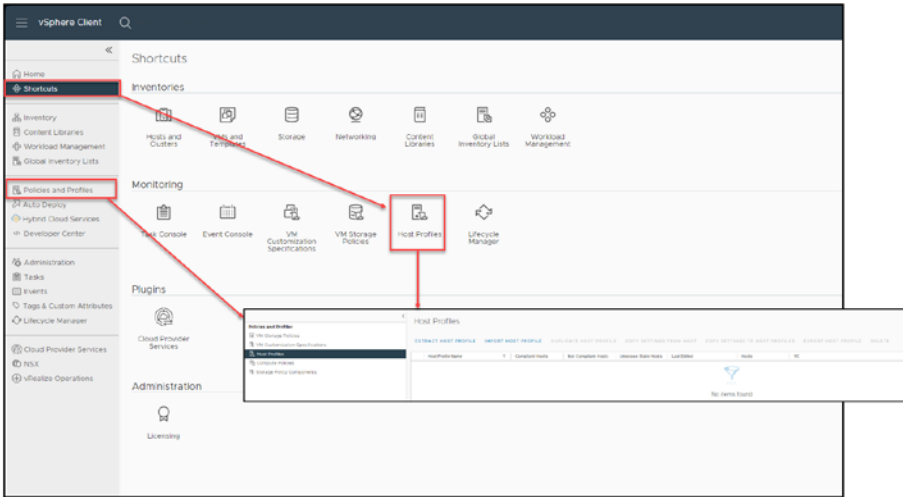 vSphere Client
Shortcuts
Home
Shortcuts
Inventory
Content Libraries
Workload Management
Global Inventory Lists
Policies and Profiles
Auto Deploy
Hybrid Cloud Services
Developer Center
Administration
Tasks
Events
Tags & Custom Attributes
Lifecycle Manager
Cloud Provider Services
NSX
vRealize Operations
Inventories
Hosts and Clusters
VMs and Templates
Storage
Networking
Content Libraries
Global Inventory Lists
Workload Management
Monitoring
Task Console
Event Console
VM Customization Specifications
VM Storage Policies
Host Profiles
Lifecycle Manager
Plugins
Cloud Provider Services
Administration
Licensing
Policies and Profiles
VM Storage Policies
VM Customization Specifications
Host Profiles
Compute Policies
Storage Policy Components
Host Profiles
EXTRACT HOST PROFILE IMPORT HOST PROFILE DUPLICATE HOST PROFILE COPY SETTINGS FROM HOST COPY SETTINGS TO HOST PROFILES EXPORT HOST PROFILE DELETE
Host Profile Name Compliant Hosts Not Compliant Hosts Unknown State Hosts Last Edited Hosts VC
No items found